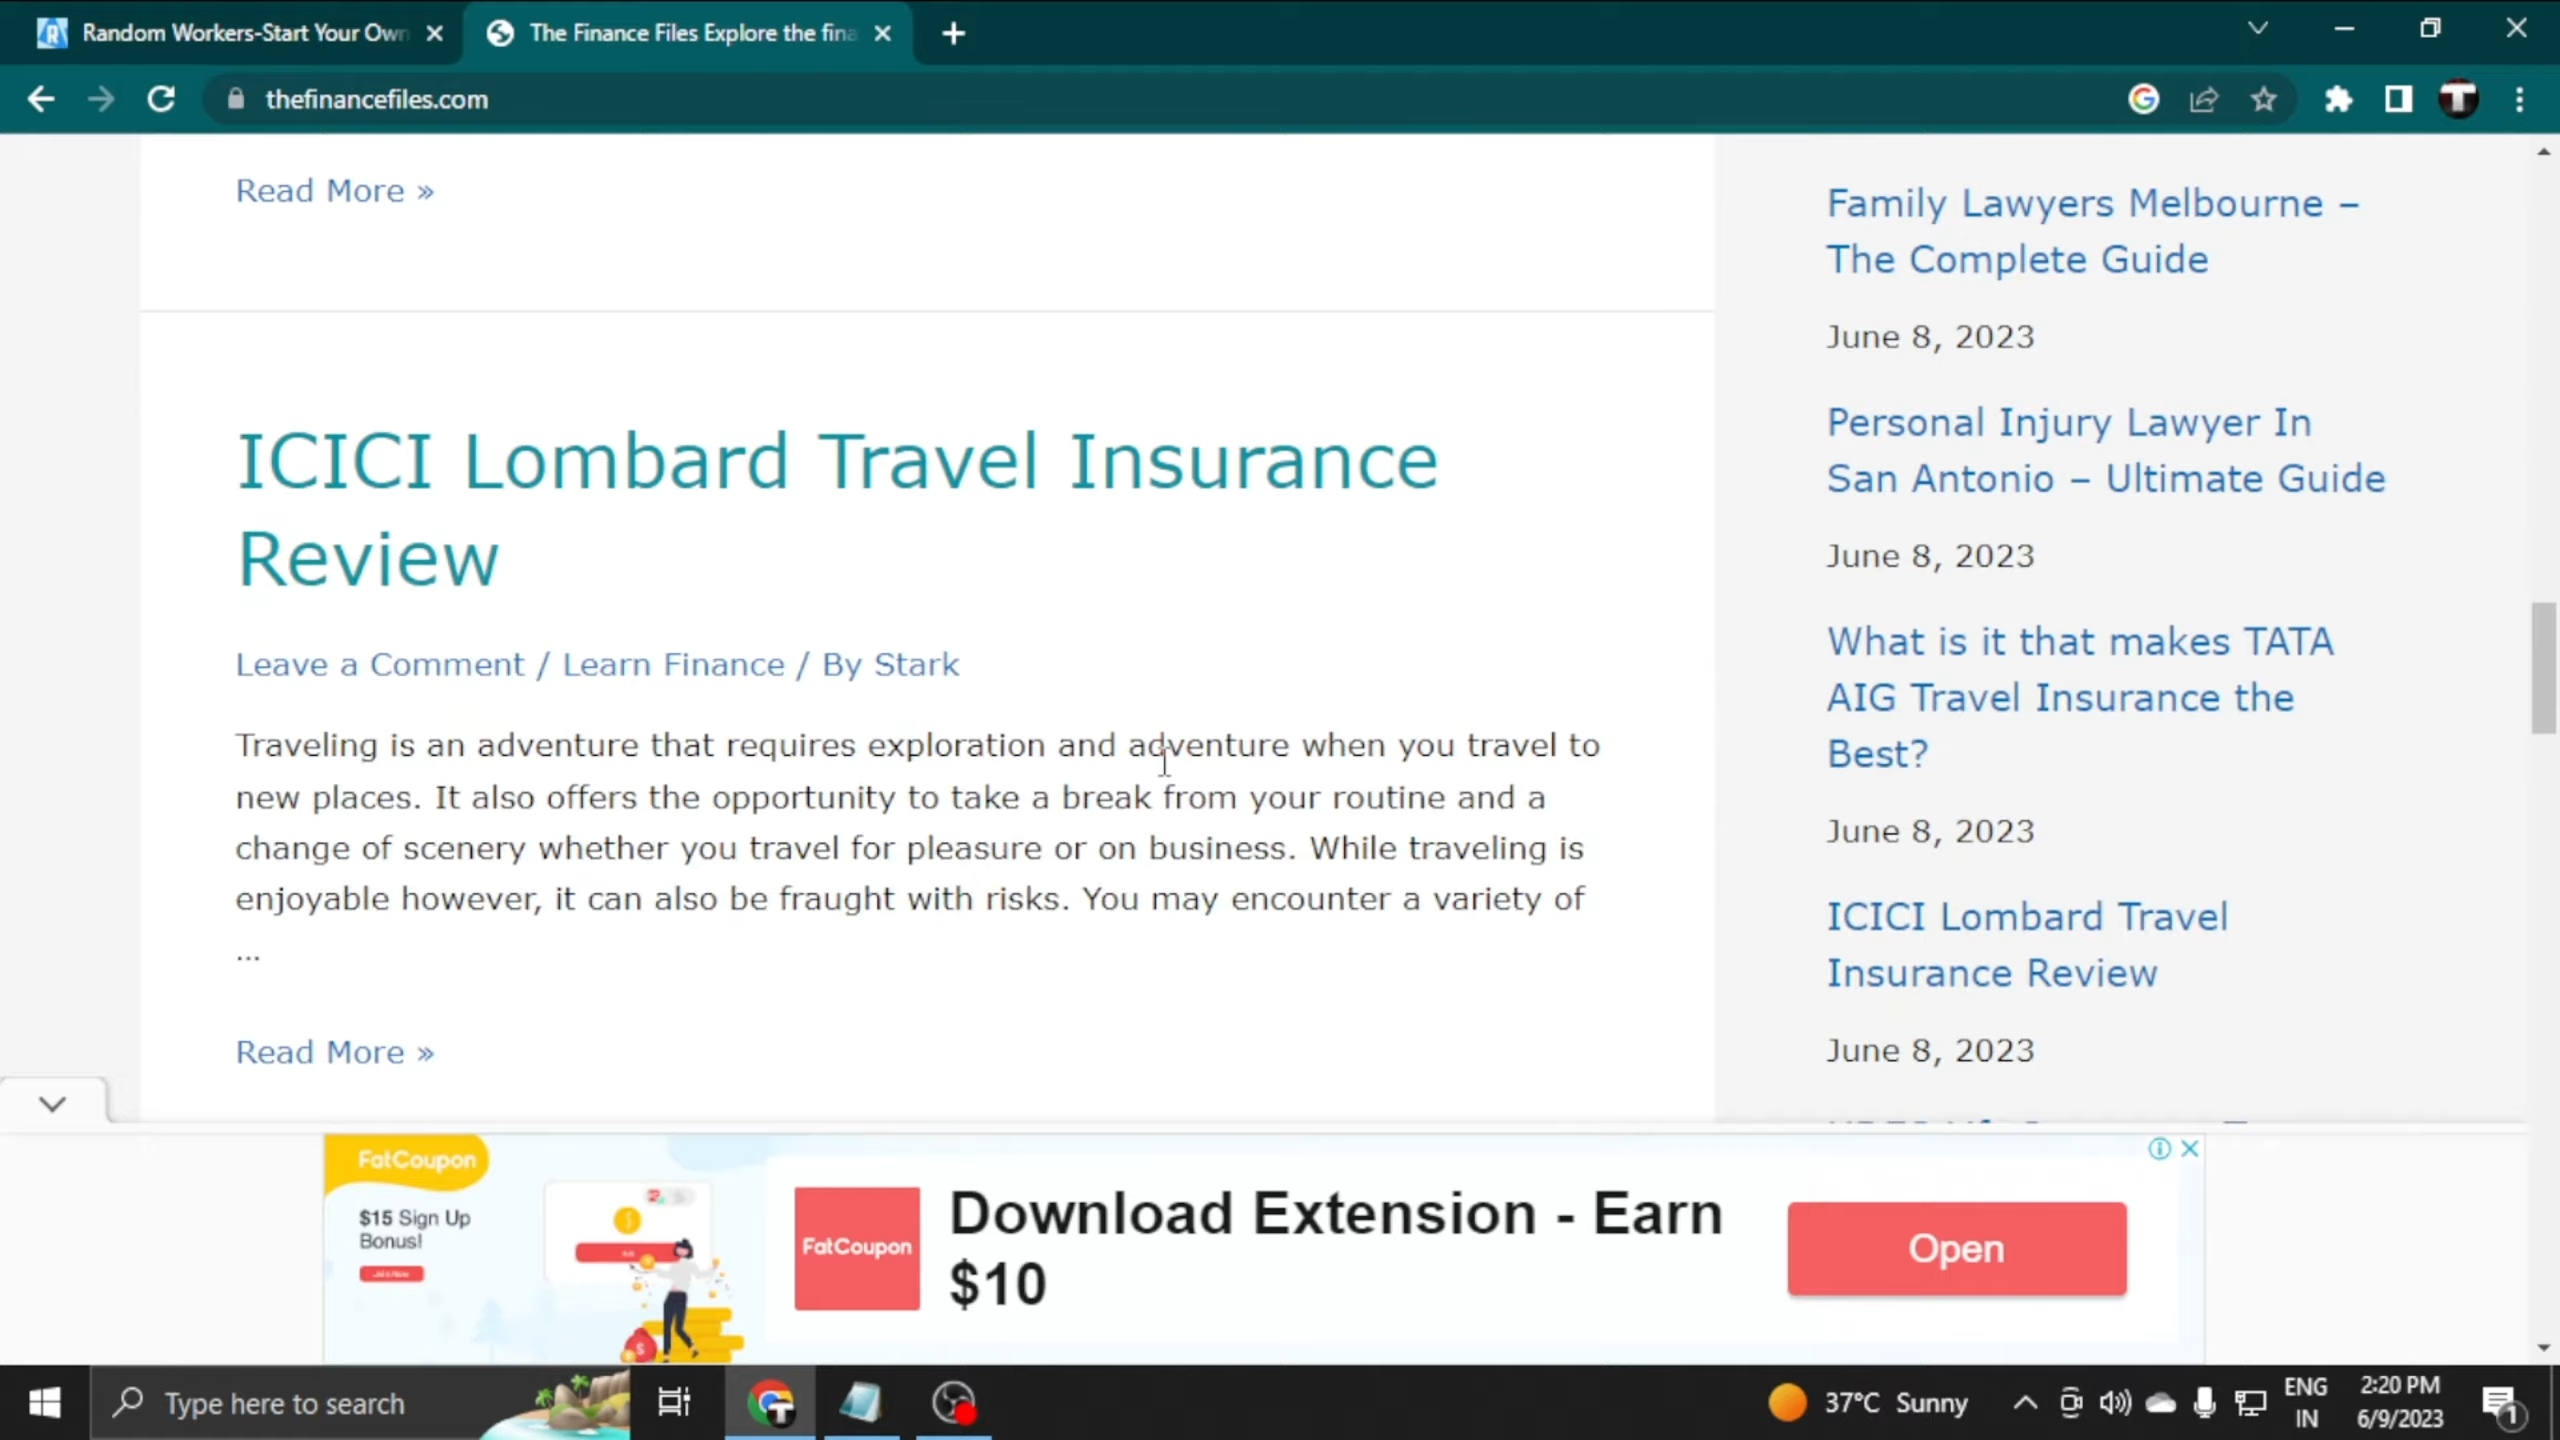 Random Workers-Start Your Own
The Finance Files Explore the fina
thefinancefiles.com
Read More »
ICICI Lombard Travel Insurance
Review
Leave a Comment / Learn Finance / By Stark
Traveling is an adventure that requires exploration and adventure when you travel to
new places. It also offers the opportunity to take a break from your routine and a
change of scenery whether you travel for pleasure or on business. While traveling is
enjoyable however, it can also be fraught with risks. You may encounter a variety of
...
Read More »
Family Lawyers Melbourne –
The Complete Guide
June 8, 2023
Personal Injury Lawyer In
San Antonio – Ultimate Guide
June 8, 2023
What is it that makes TATA
AIG Travel Insurance the
Best?
June 8, 2023
ICICI Lombard Travel
Insurance Review
June 8, 2023
FatCoupon
$15 Sign Up
Bonus!
FatCoupon
Download Extension - Earn
$10
Open
Type here to search
37°C Sunny
ENG
IN
2:20 PM
6/9/2023
1